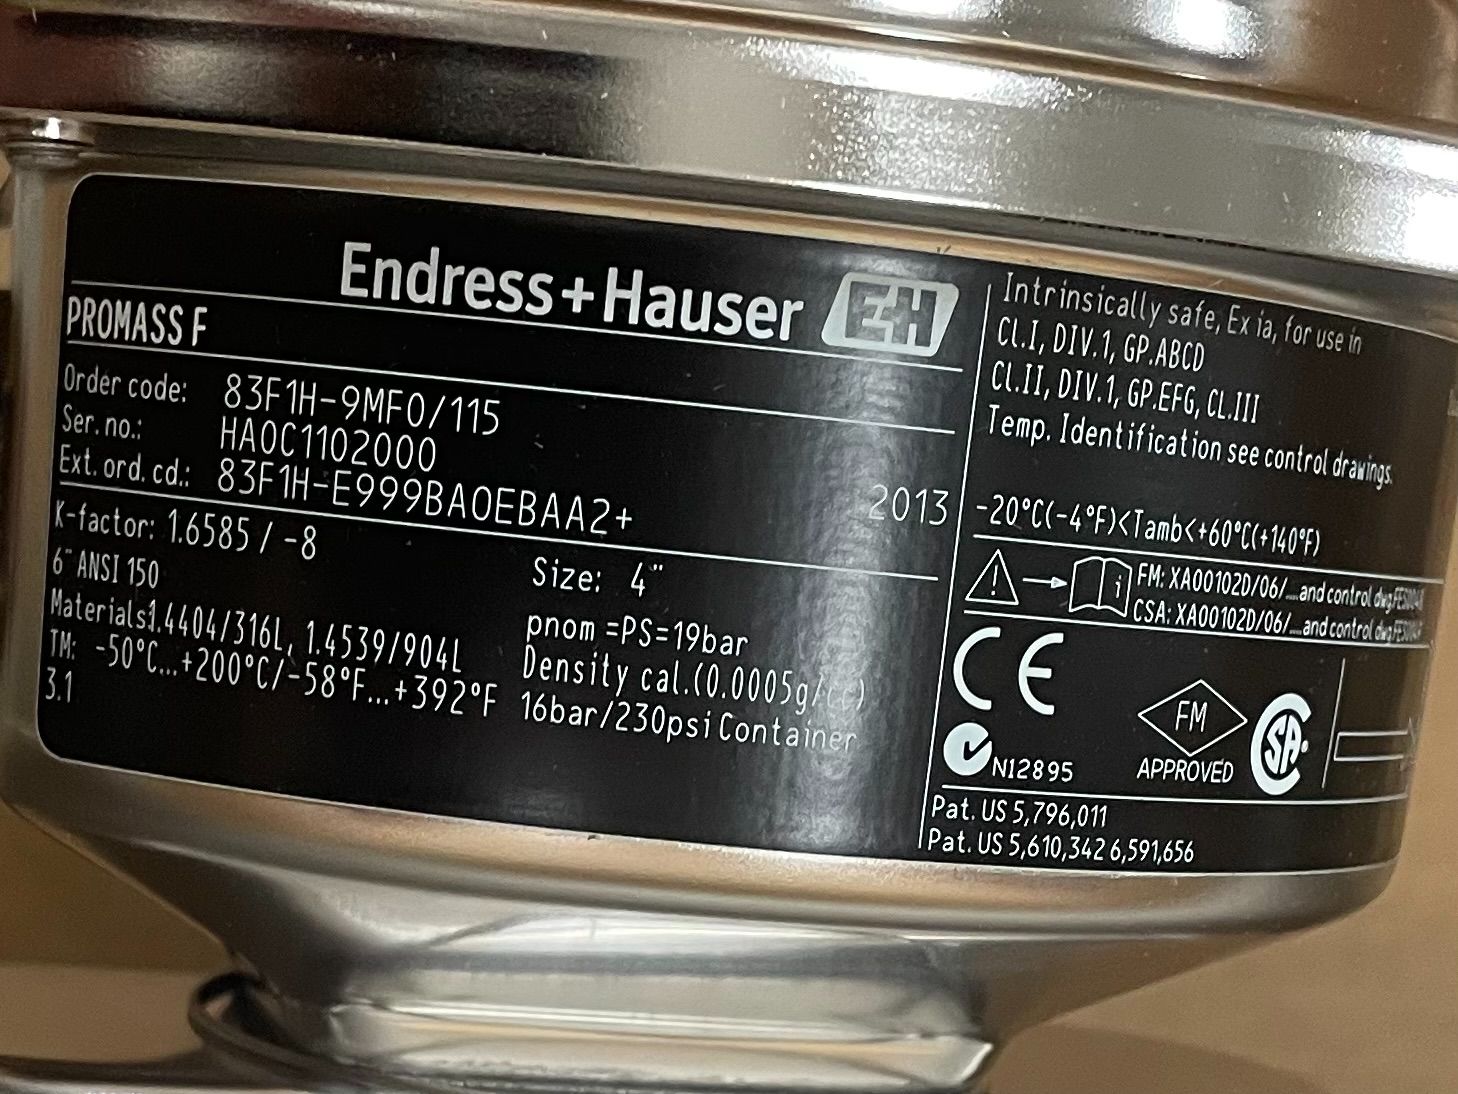 Endress+Hauser EH
PROMASS F
Order code: 83F1H-9MF0/115
Ser. no.: HA0C1102000
Ext. ord. cd.: 83F1H-E999BA0EBAA2+
2013
K-factor: 1.6585 / -8
6" ANSI 150
Materials:1.4404/316L, 1.4539/904L
TM: -50°C...+200°C/-58°F...+392°F
3.1
Size: 4"
pnom =PS=19bar
Density cal.(0.0005g/cc)
16bar/230psi Container
Intrinsically safe, Ex ia, for use in
Cl.I, DIV.1, GP.ABCD
Cl.II, DIV.1, GP.EFG, CL.III
Temp. Identification see control drawings.
-20°C(-4°F)<Tamb<+60°C(+140°F)
FM: XA00102D/06/....and control dwg.
CSA: XA00102D/06/....and control dwg.
CE
N12895
FM
APPROVED
SA
Pat. US 5,796,011
Pat. US 5,610,342 6,591,656